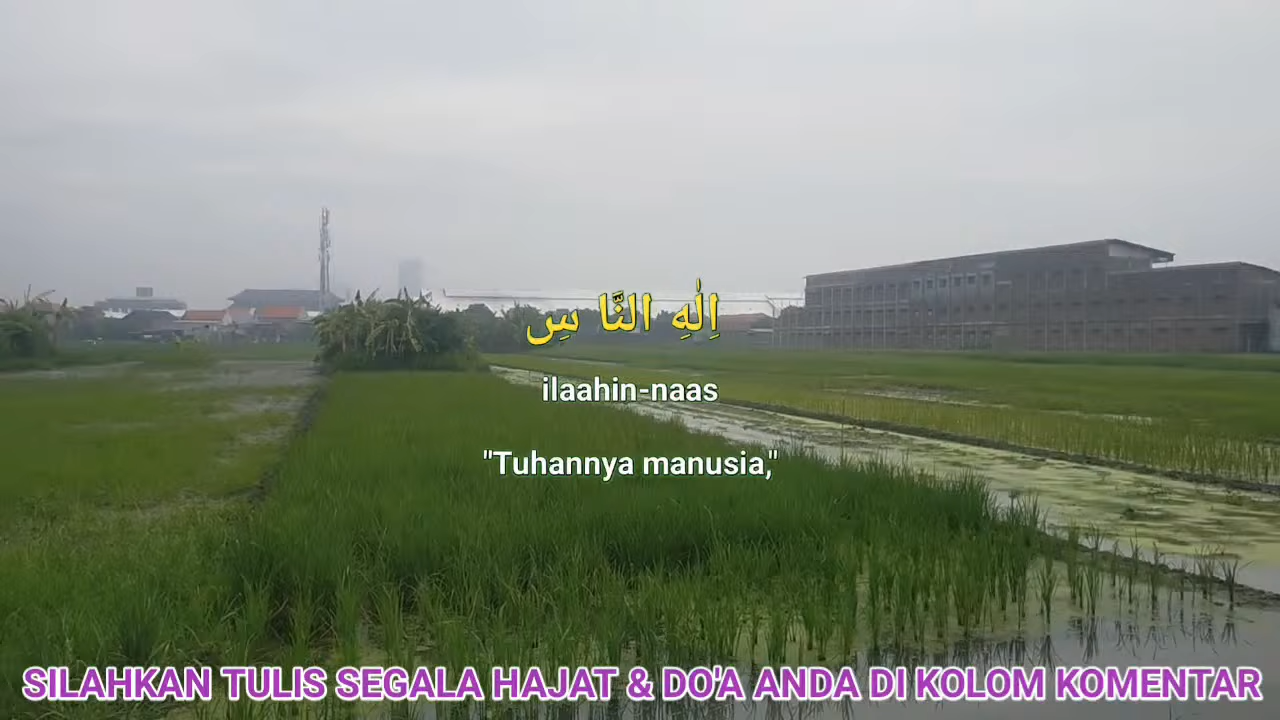 اِلٰهِ النَّا سِ
ilaahin-naas
"Tuhannya manusia,"
SILAHKAN TULIS SEGALA HAJAT & DO'A ANDA DI KOLOM KOMENTAR